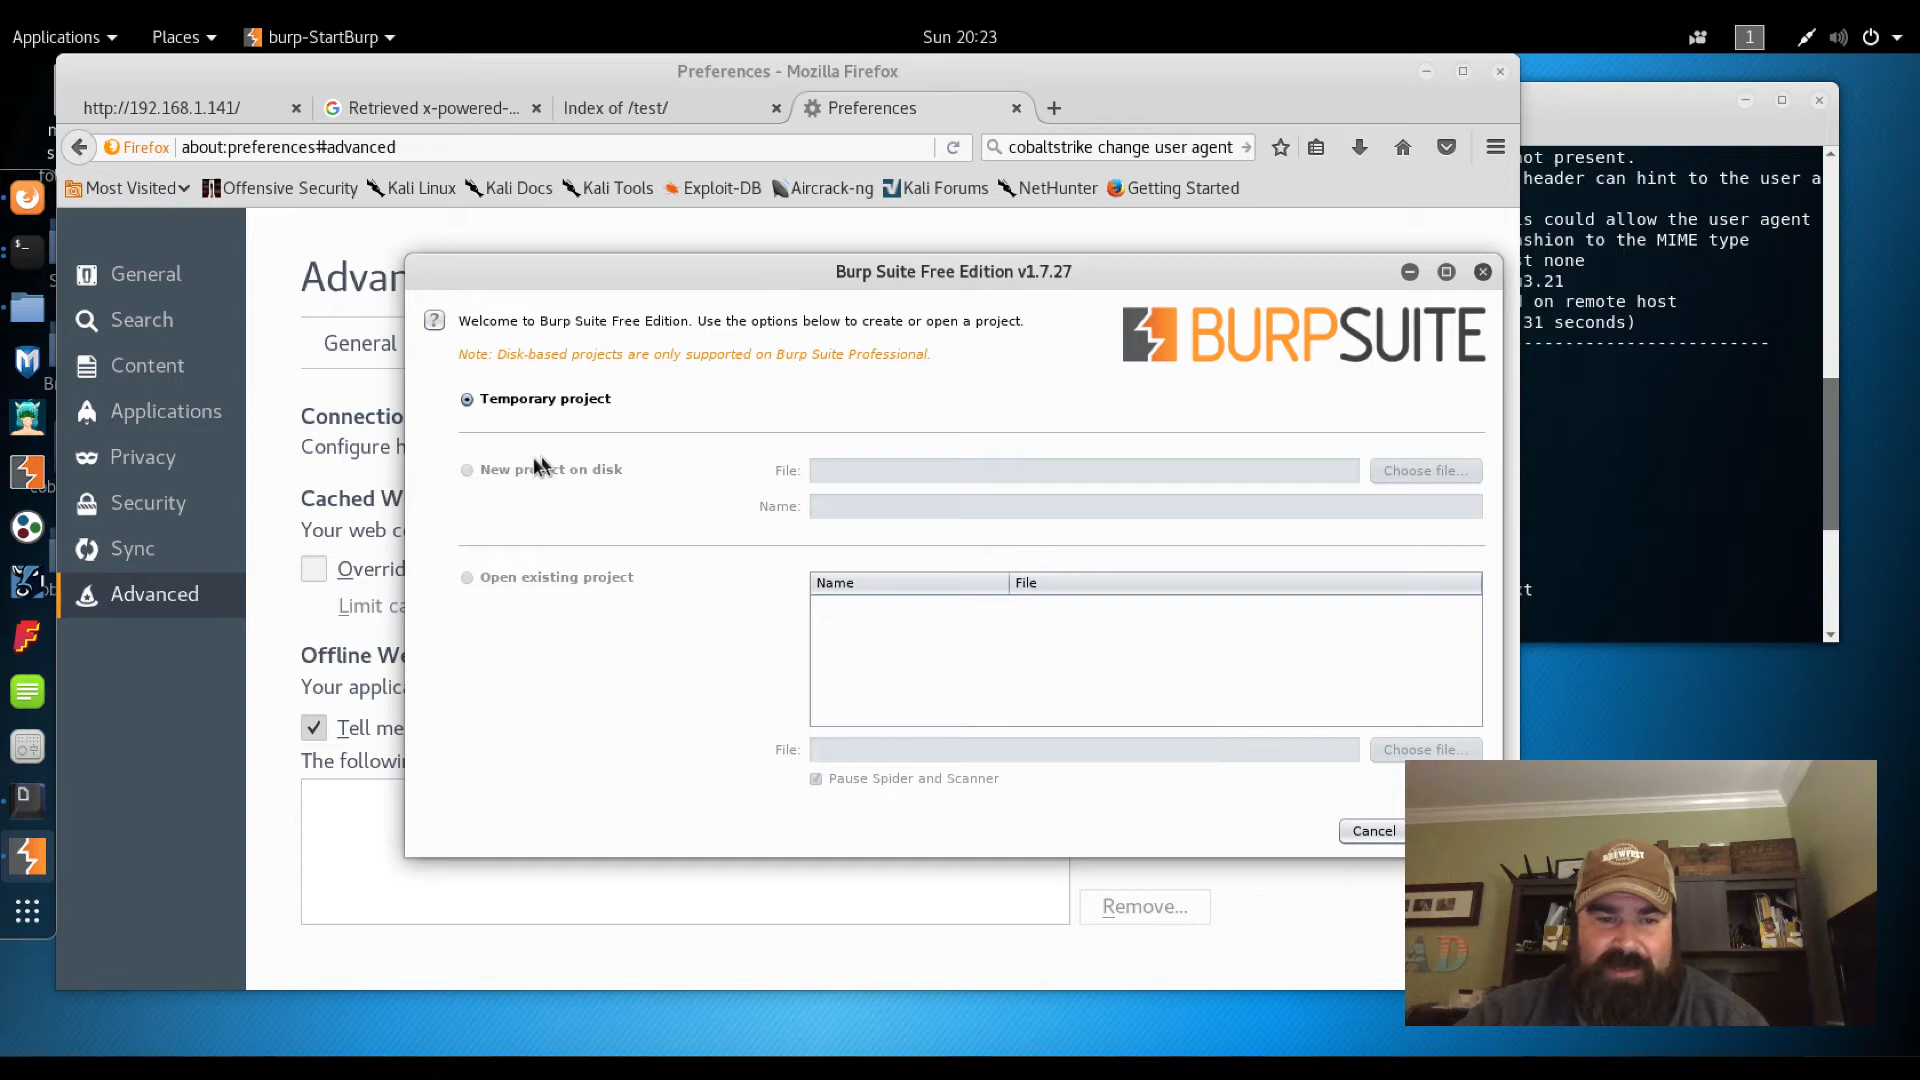 Applications
Places
burp-StartBurp
Sun 20:23
1
Preferences - Mozilla Firefox
http://192.168.1.141/
Retrieved x-powered-...
Index of /test/
Preferences
Firefox
about:preferences#advanced
cobaltstrike change user agent
Most Visited
Offensive Security
Kali Linux
Kali Docs
Kali Tools
Exploit-DB
Aircrack-ng
Kali Forums
NetHunter
Getting Started
General
Search
Content
Applications
Privacy
Security
Sync
Advanced
Advan
General
Connectio
Configure h
Cached W
Your web c
Overrid
Limit ca
Offline We
Your applica
Tell me
The followin
Remove...
Burp Suite Free Edition v1.7.27
Welcome to Burp Suite Free Edition. Use the options below to create or open a project.
Note: Disk-based projects are only supported on Burp Suite Professional.
BURPSUITE
Temporary project
New project on disk
File:
Choose file...
Name:
Open existing project
Name
File
File:
Choose file...
Pause Spider and Scanner
Cancel
not present.
header can hint to the user a
s could allow the user agent
shion to the MIME type
st none
3.21
d on remote host
31 seconds)
-----------------------
xt
BREWFEST